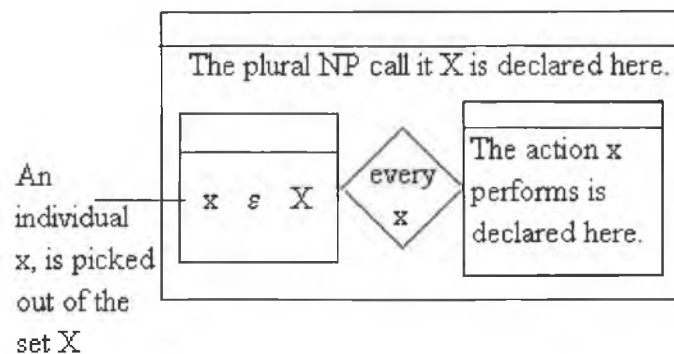 The plural NP call it X is declared here.
An
individual
x, is picked
out of the
set X
x ε X
every
x
The action x
performs is
declared here.